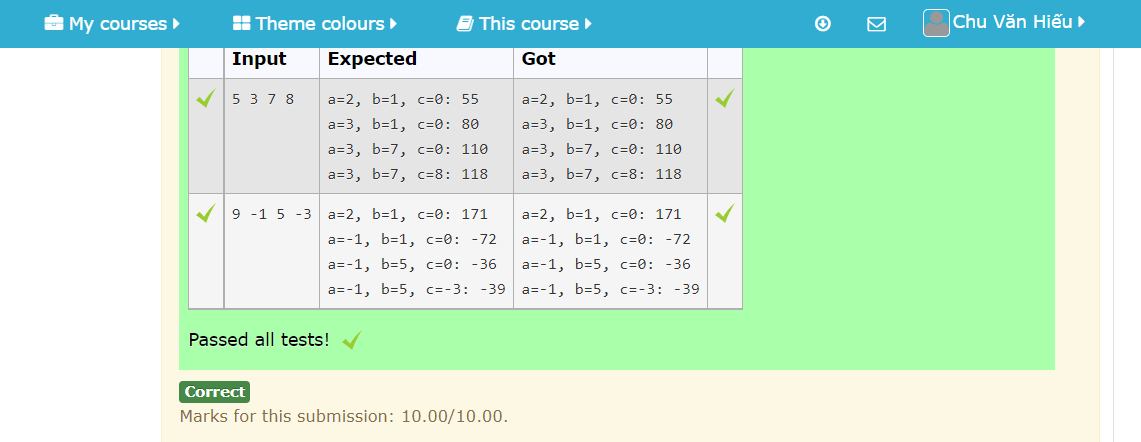 My courses Theme colours This course Chu Văn Hiếu
Input Expected Got
5 3 7 8 a=2, b=1, c=0: 55 a=2, b=1, c=0: 55
a=3, b=1, c=0: 80 a=3, b=1, c=0: 80
a=3, b=7, c=0: 110 a=3, b=7, c=0: 110
a=3, b=7, c=8: 118 a=3, b=7, c=8: 118
9 -1 5 -3 a=2, b=1, c=0: 171 a=2, b=1, c=0: 171
a=-1, b=1, c=0: -72 a=-1, b=1, c=0: -72
a=-1, b=5, c=0: -36 a=-1, b=5, c=0: -36
a=-1, b=5, c=-3: -39 a=-1, b=5, c=-3: -39
Passed all tests!
Correct
Marks for this submission: 10.00/10.00.